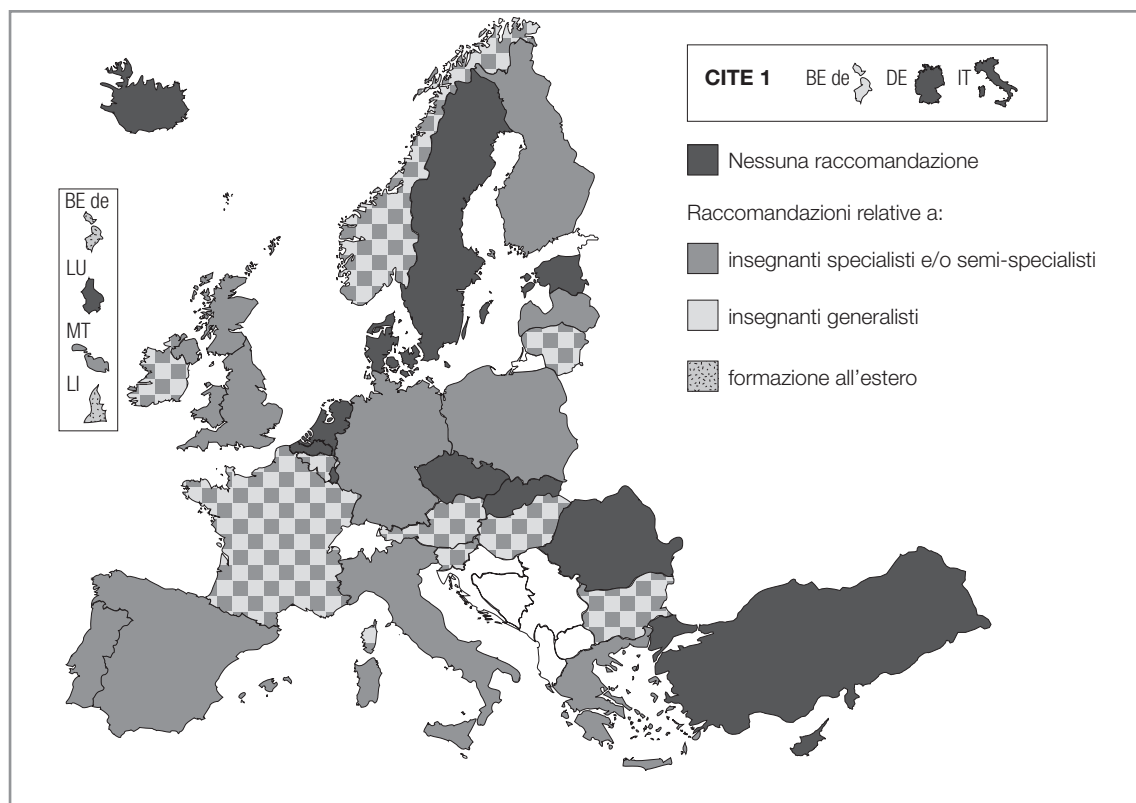 CITE 1 BE de DE IT
Nessuna raccomandazione
Raccomandazioni relative a:
insegnanti specialisti e/o semi-specialisti
insegnanti generalisti
formazione all'estero
BE de
LU
MT
LI